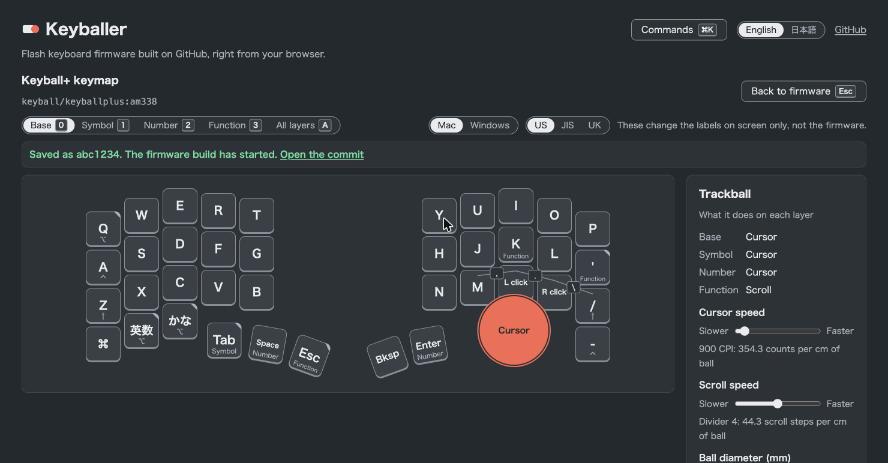 Keyballer
Commands ⌘K
English 日本語 GitHub
Flash keyboard firmware built on GitHub, right from your browser.
Keyball+ keymap
keyball/keyballplus:am338
Back to firmware Esc
Base 0 Symbol 1 Number 2 Function 3 All layers A
Mac Windows US JIS UK These change the labels on screen only, not the firmware.
Saved as abc1234. The firmware build has started. Open the commit
Q ⌥ W E R T
A ^ S D F G
Z ↑ X C V B
⌘ 英数 ⌥ かな ⌥ Tab Symbol Space Number Esc Function
Y U I O P
H J K Function L ' Function
N M , L click . R click \ /↑
Bksp Enter Number Cursor - ^
Trackball
What it does on each layer
Base Cursor
Symbol Cursor
Number Cursor
Function Scroll
Cursor speed
Slower Faster
900 CPI: 354.3 counts per cm of
ball
Scroll speed
Slower Faster
Divider 4: 44.3 scroll steps per cm
of ball
Ball diameter (mm)